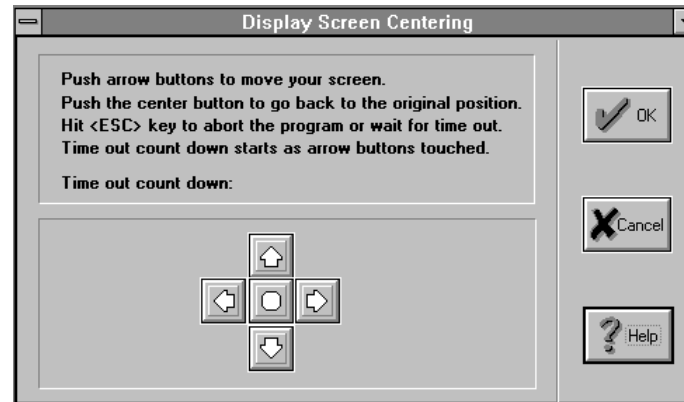 Display Screen Centering
Push arrow buttons to move your screen.
Push the center button to go back to the original position.
Hit <ESC> key to abort the program or wait for time out.
Time out count down starts as arrow buttons touched.
Time out count down:
OK
Cancel
Help